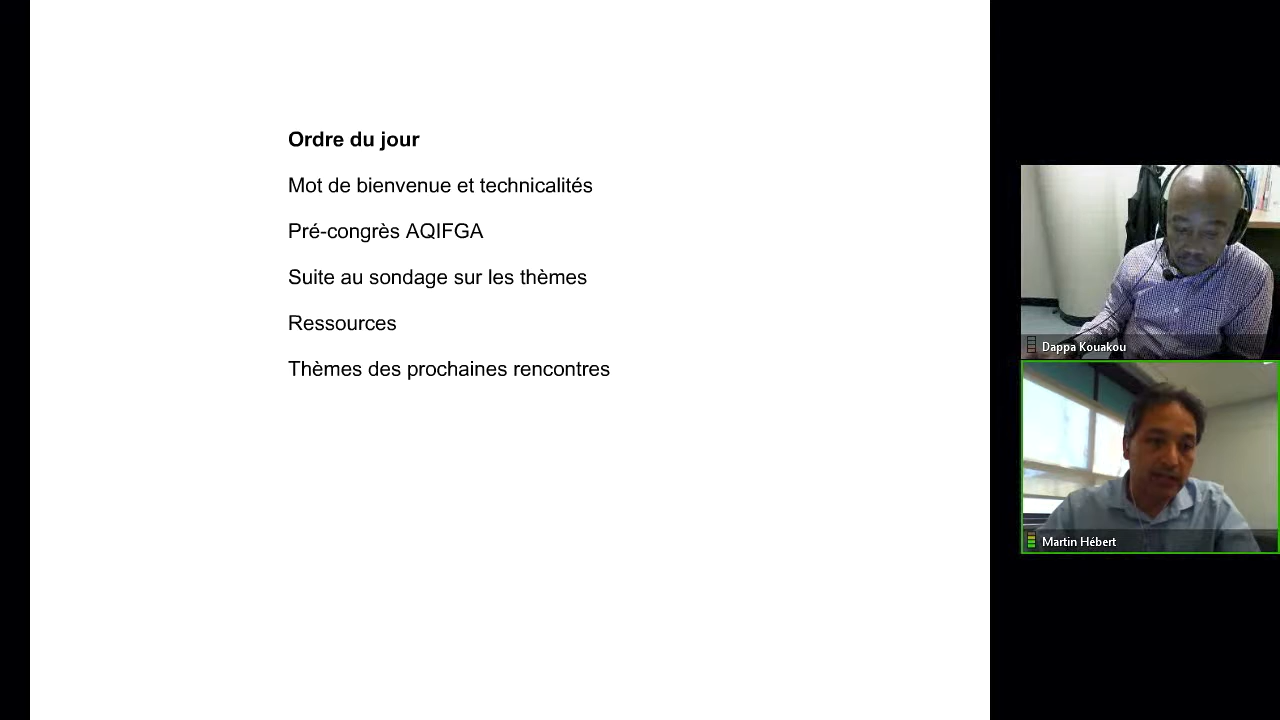 Ordre du jour
Mot de bienvenue et technicalités
Pré-congrès AQIFGA
Suite au sondage sur les thèmes
Ressources
Thèmes des prochaines rencontres
Dappa Kouakou
Martin Hébert